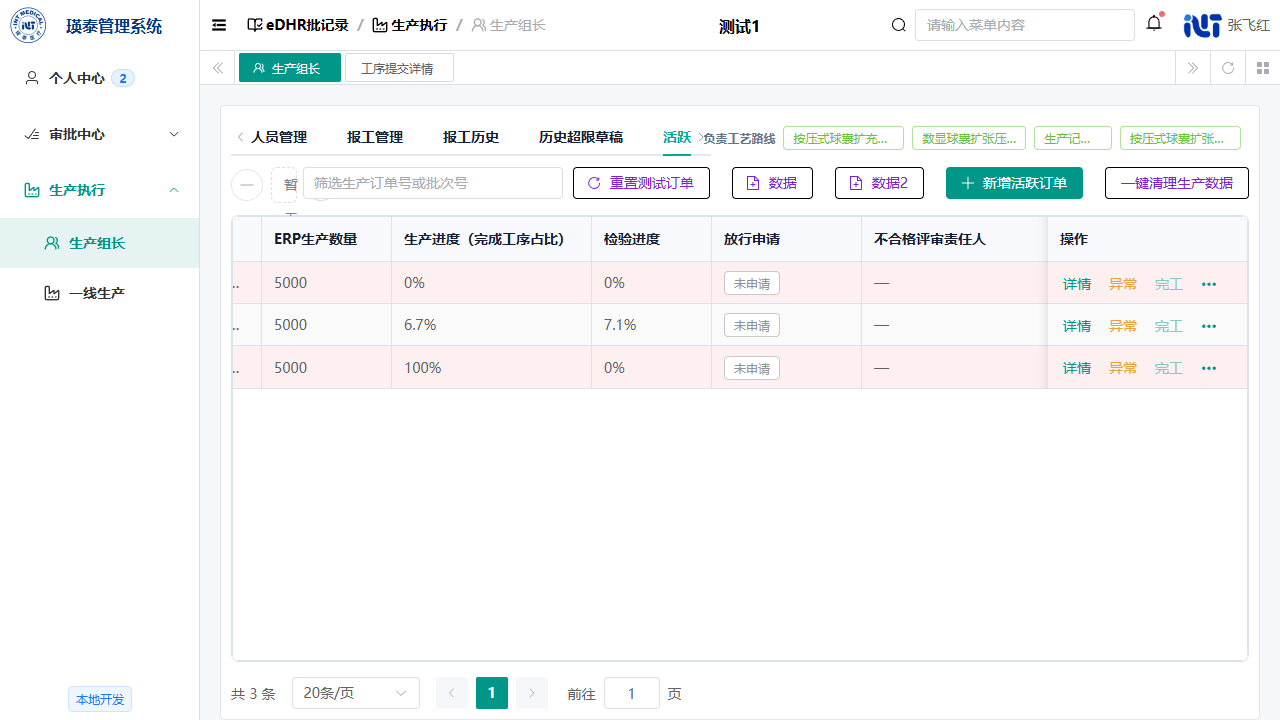 瑛泰管理系统
eDHR批记录 / 生产执行 / 生产组长
测试1
请输入菜单内容
张飞红
个人中心 2
审批中心
生产执行
生产组长
一线生产
本地开发
生产组长
工序提交详情
人员管理 报工管理 报工历史 历史超限草稿 活跃
负责工艺路线 按压式球囊扩充... 数显球囊扩张压... 生产记... 按压式球囊扩张...
暂
筛选生产订单号或批次号
重置测试订单 数据 数据2 新增活跃订单 一键清理生产数据
ERP生产数量 生产进度（完成工序占比） 检验进度 放行申请 不合格评审责任人 操作
.. 5000 0% 0% 未申请 — 详情 异常 完工 •••
.. 5000 6.7% 7.1% 未申请 — 详情 异常 完工 •••
.. 5000 100% 0% 未申请 — 详情 异常 完工 •••
共 3 条 20条/页 1 前往 1 页